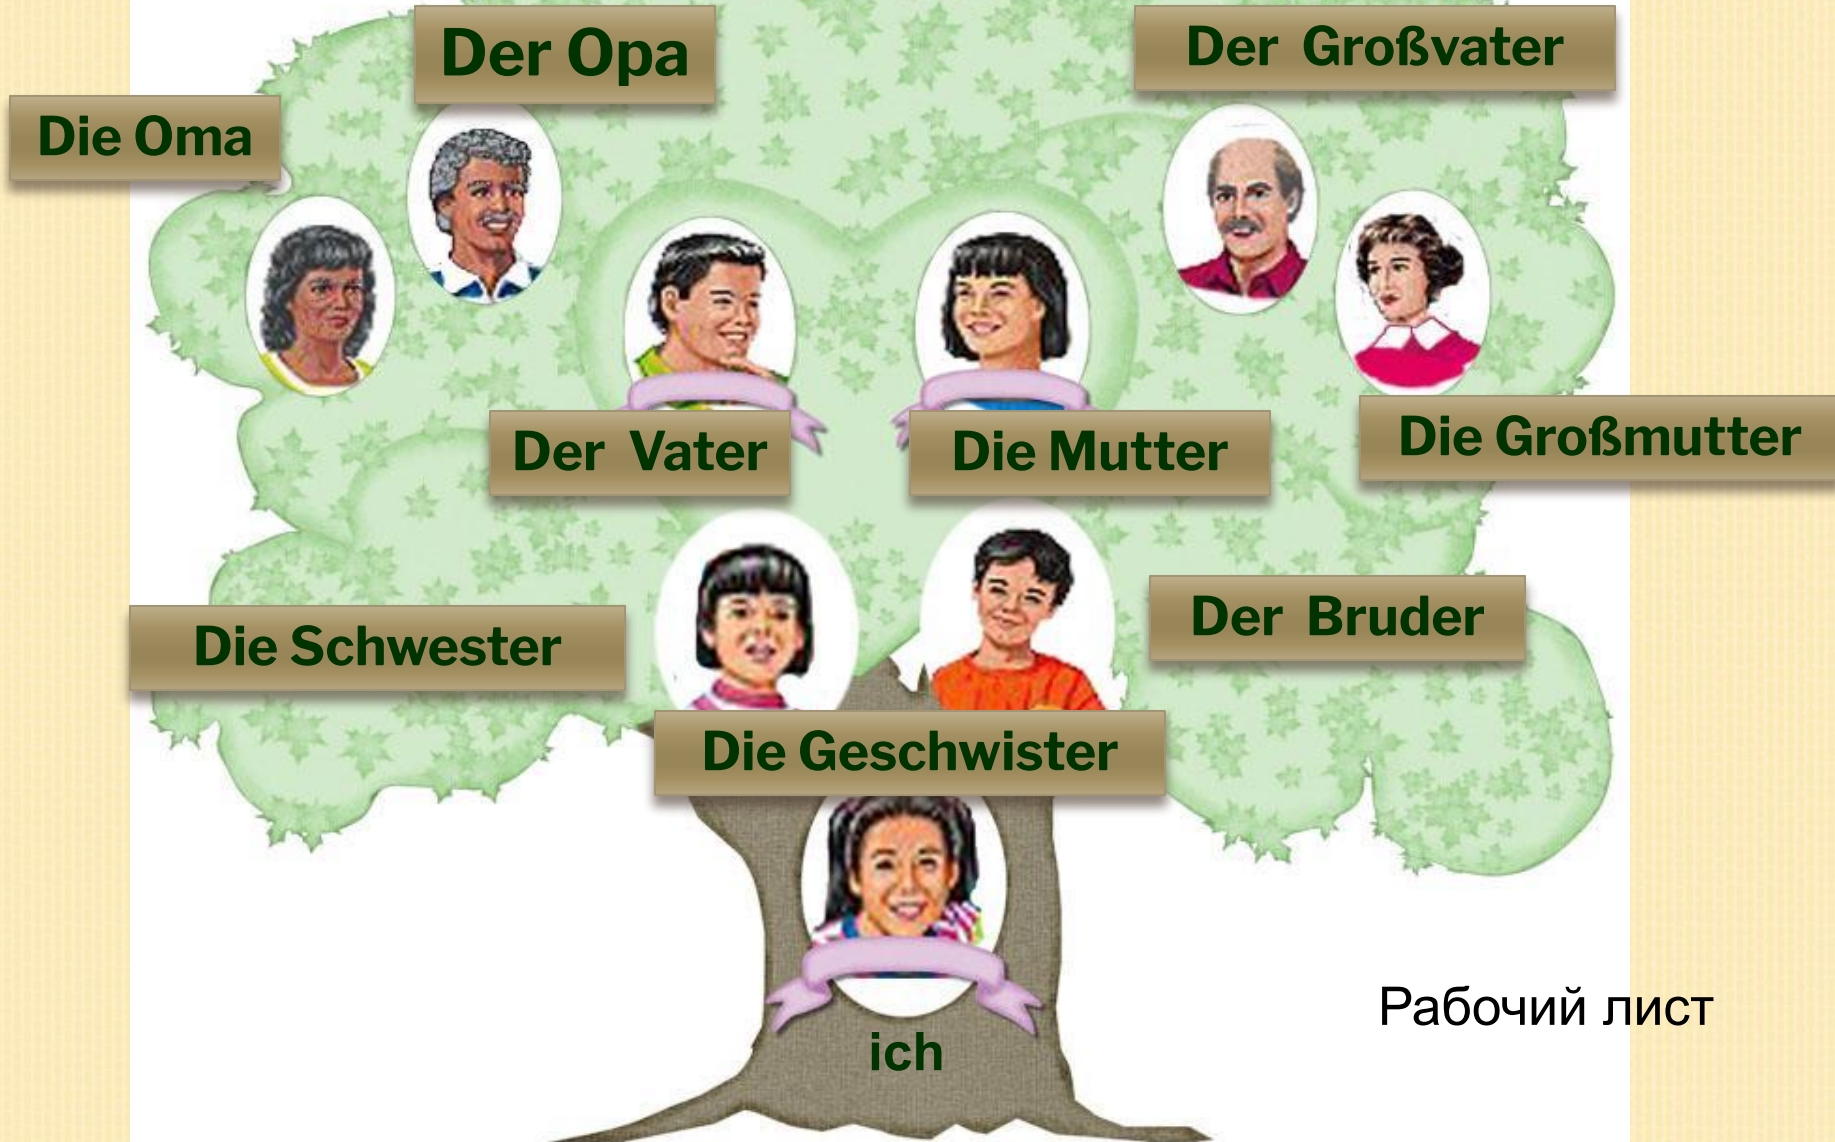 Der Opa
Der Großvater
Die Oma
Der Vater
Die Mutter
Die Großmutter
Die Schwester
Der Bruder
Die Geschwister
Рабочий лист
ich